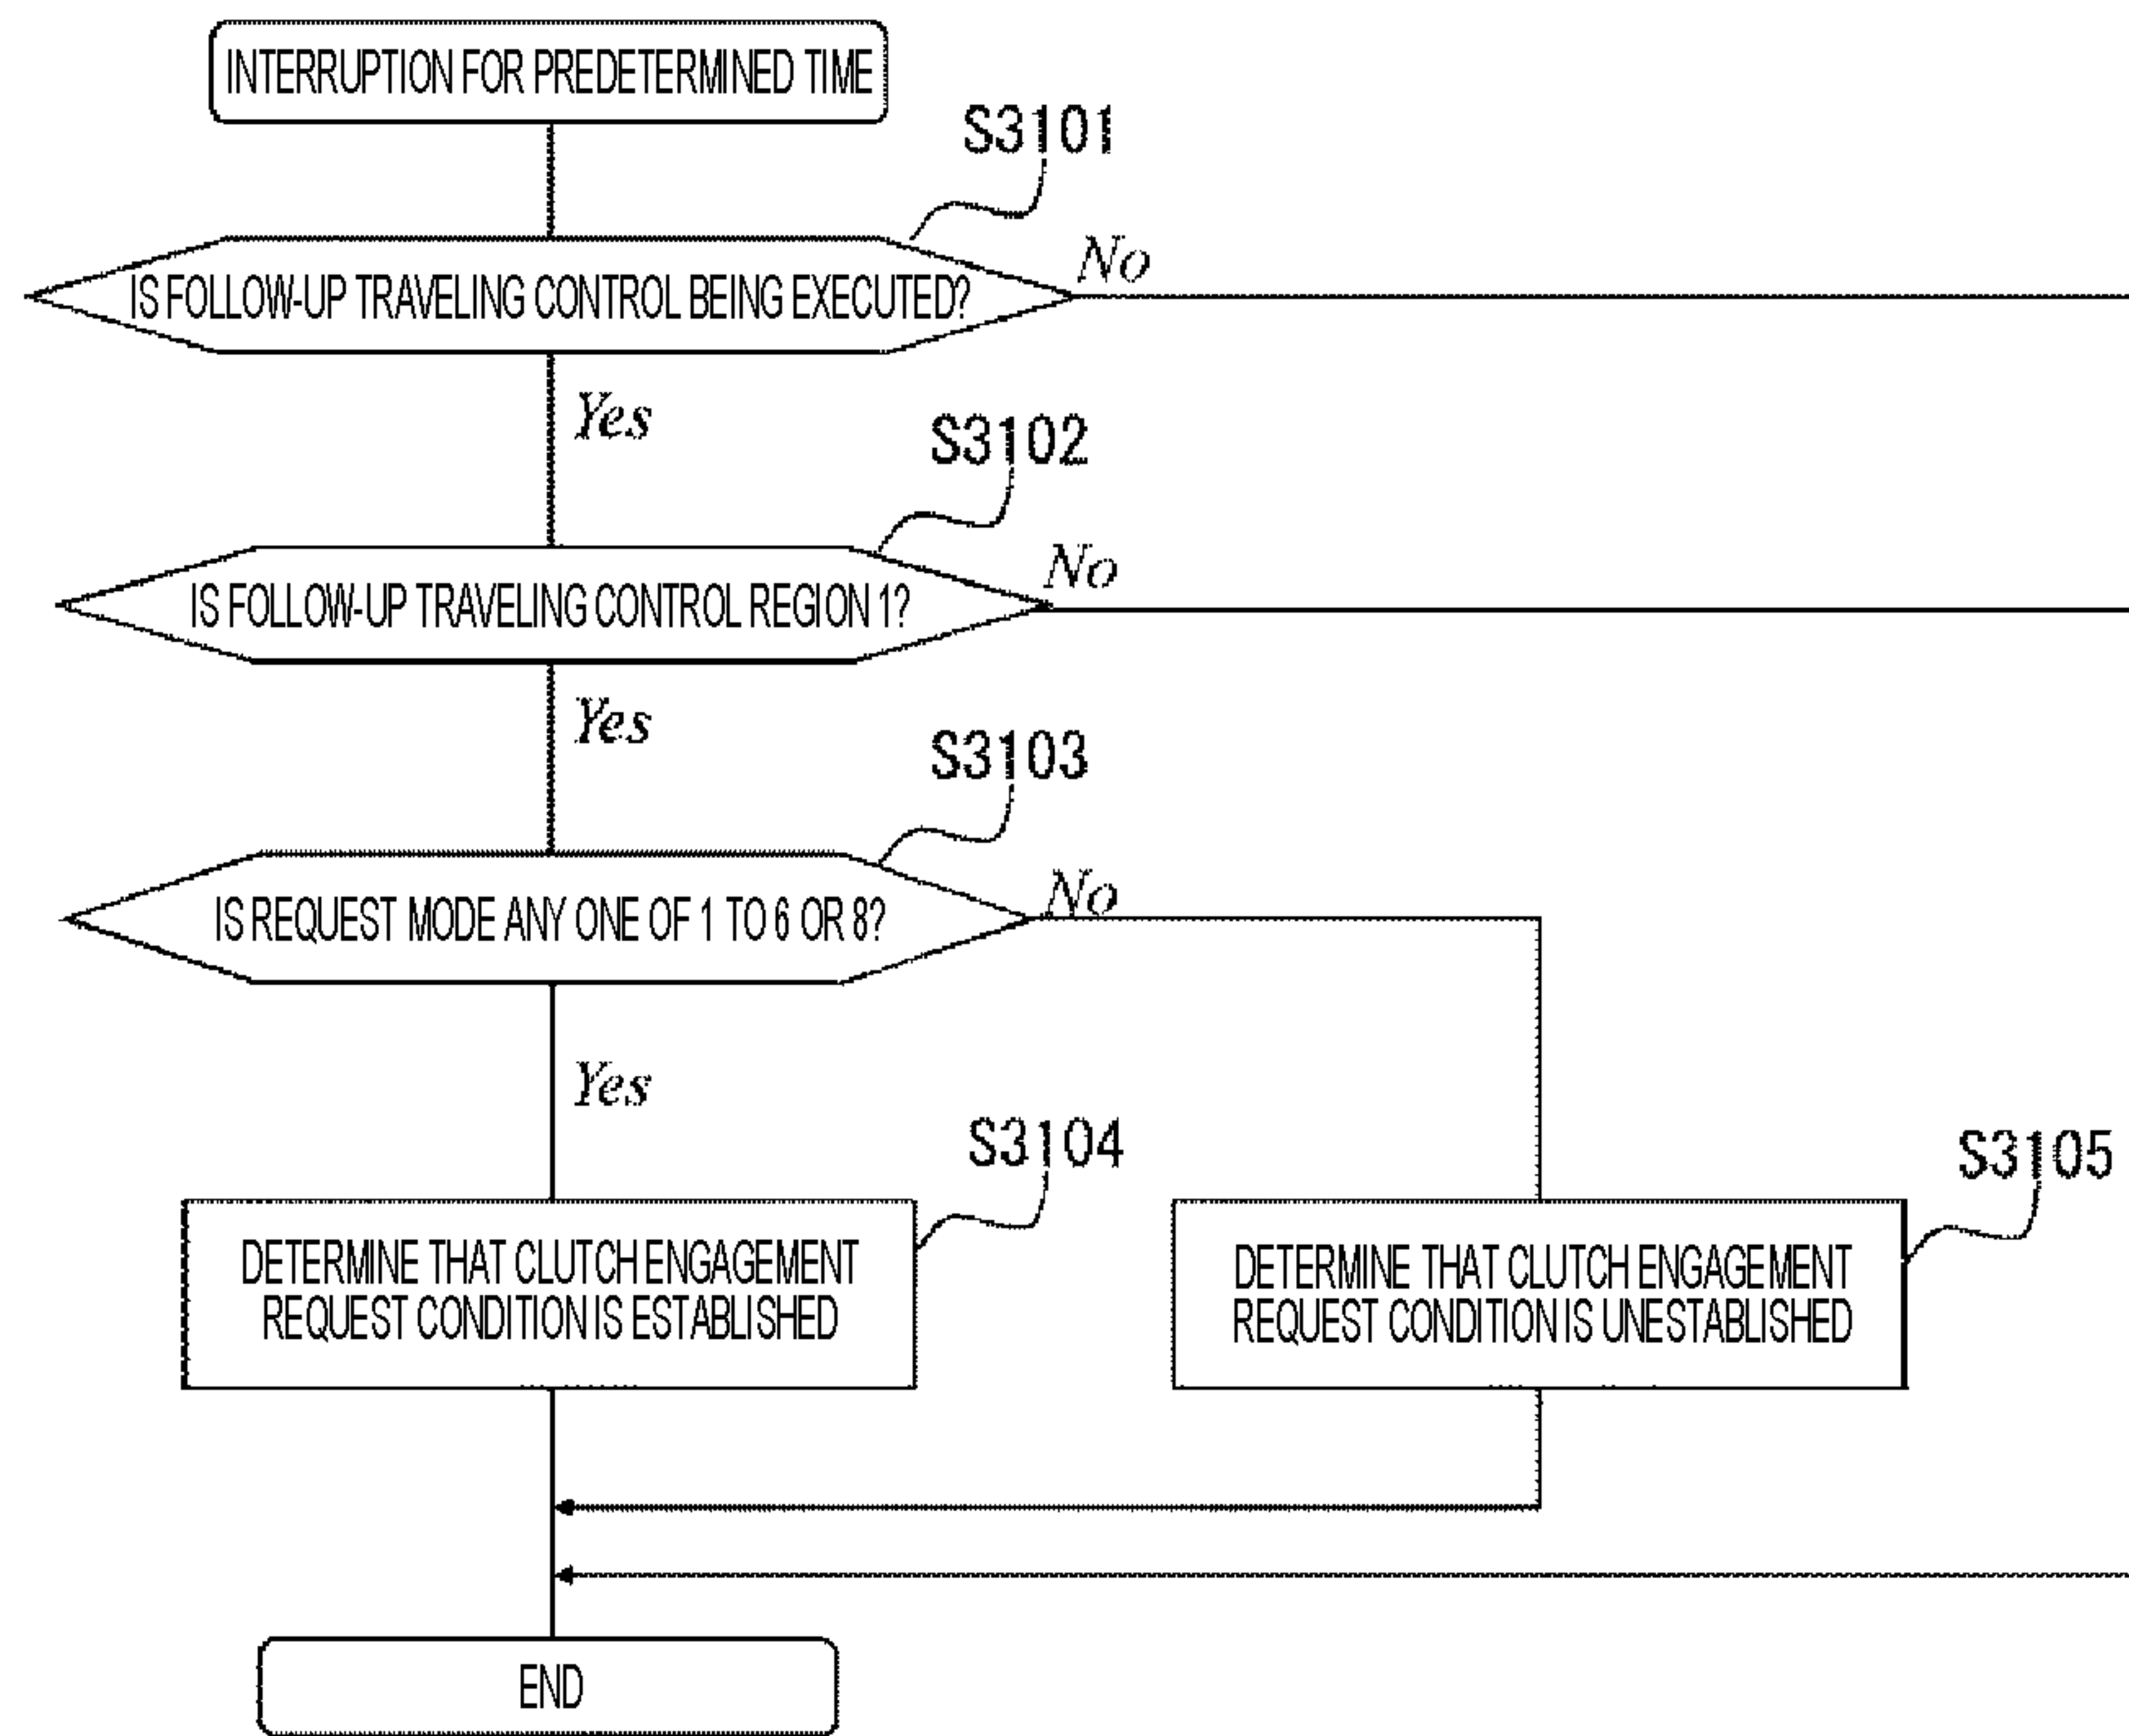 INTERRUPTION FOR PREDETERMINED TIME
S3101
IS FOLLOW-UP TRAVELING CONTROL BEING EXECUTED?
No
Yes
S3102
IS FOLLOW-UP TRAVELING CONTROL REGION 1?
No
Yes
S3103
IS REQUEST MODE ANY ONE OF 1 TO 6 OR 8?
No
Yes
S3104
DETERMINE THAT CLUTCH ENGAGEMENT
REQUEST CONDITION IS ESTABLISHED
S3105
DETERMINE THAT CLUTCH ENGAGEMENT
REQUEST CONDITION IS UNESTABLISHED
END